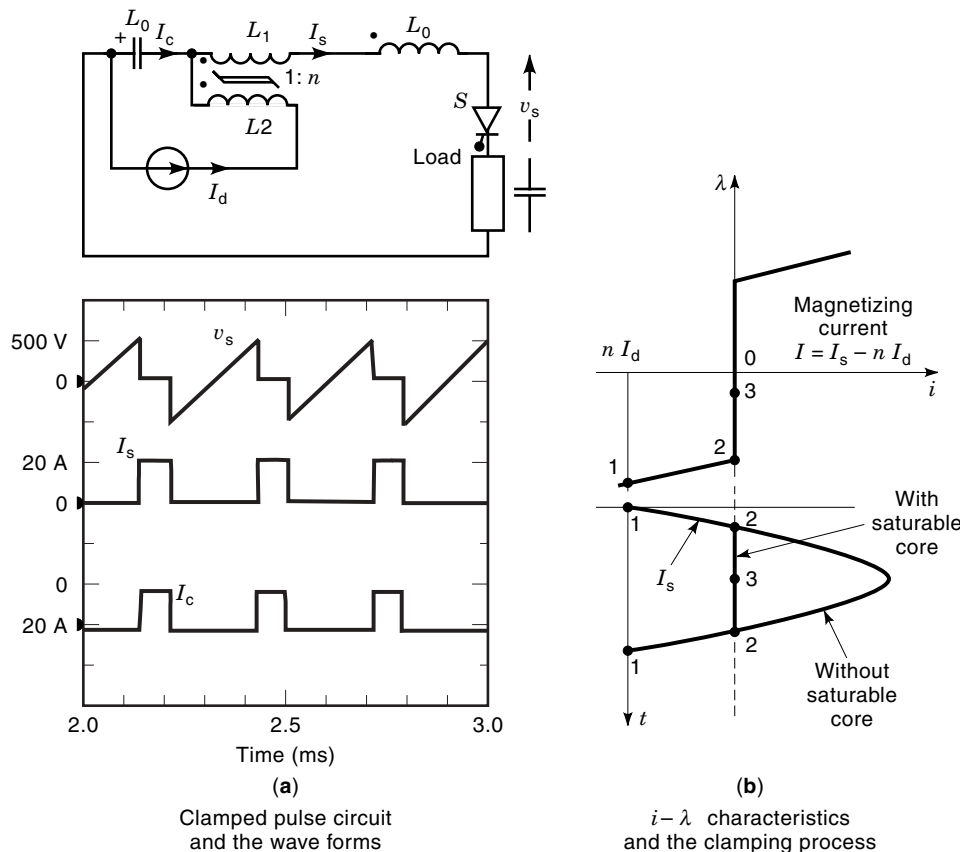 L0
+
Ic
L1
Is
L0
1: n
L2
Id
S
vs
Load
500 V
0
vs
Is
20 A
0
0
Ic
20 A
2.0
2.5
3.0
Time (ms)
(a)
Clamped pulse circuit
and the wave forms
λ
Magnetizing
current
I = Is − n Id
n Id
0
i
3
2
1
1
2
With
saturable
core
Is
3
2
1
Without
saturable
core
t
(b)
i− λ characteristics
and the clamping process